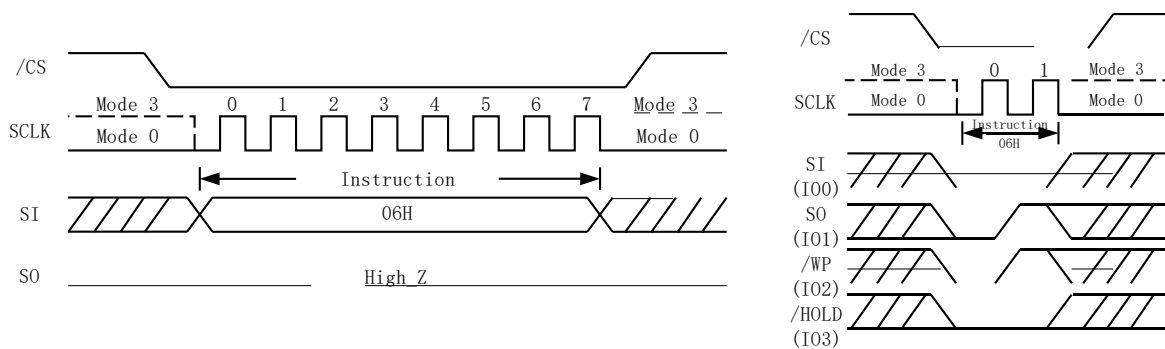 /CS
Mode 3 0 1 2 3 4 5 6 7 Mode 3
SCLK
Mode 0 Mode 0
Instruction
SI 06H
SO High_Z
/CS
Mode 3 0 1 Mode 3
SCLK Mode 0 Mode 0
Instruction
06H
SI
(IO0)
SO
(IO1)
/WP
(IO2)
/HOLD
(IO3)